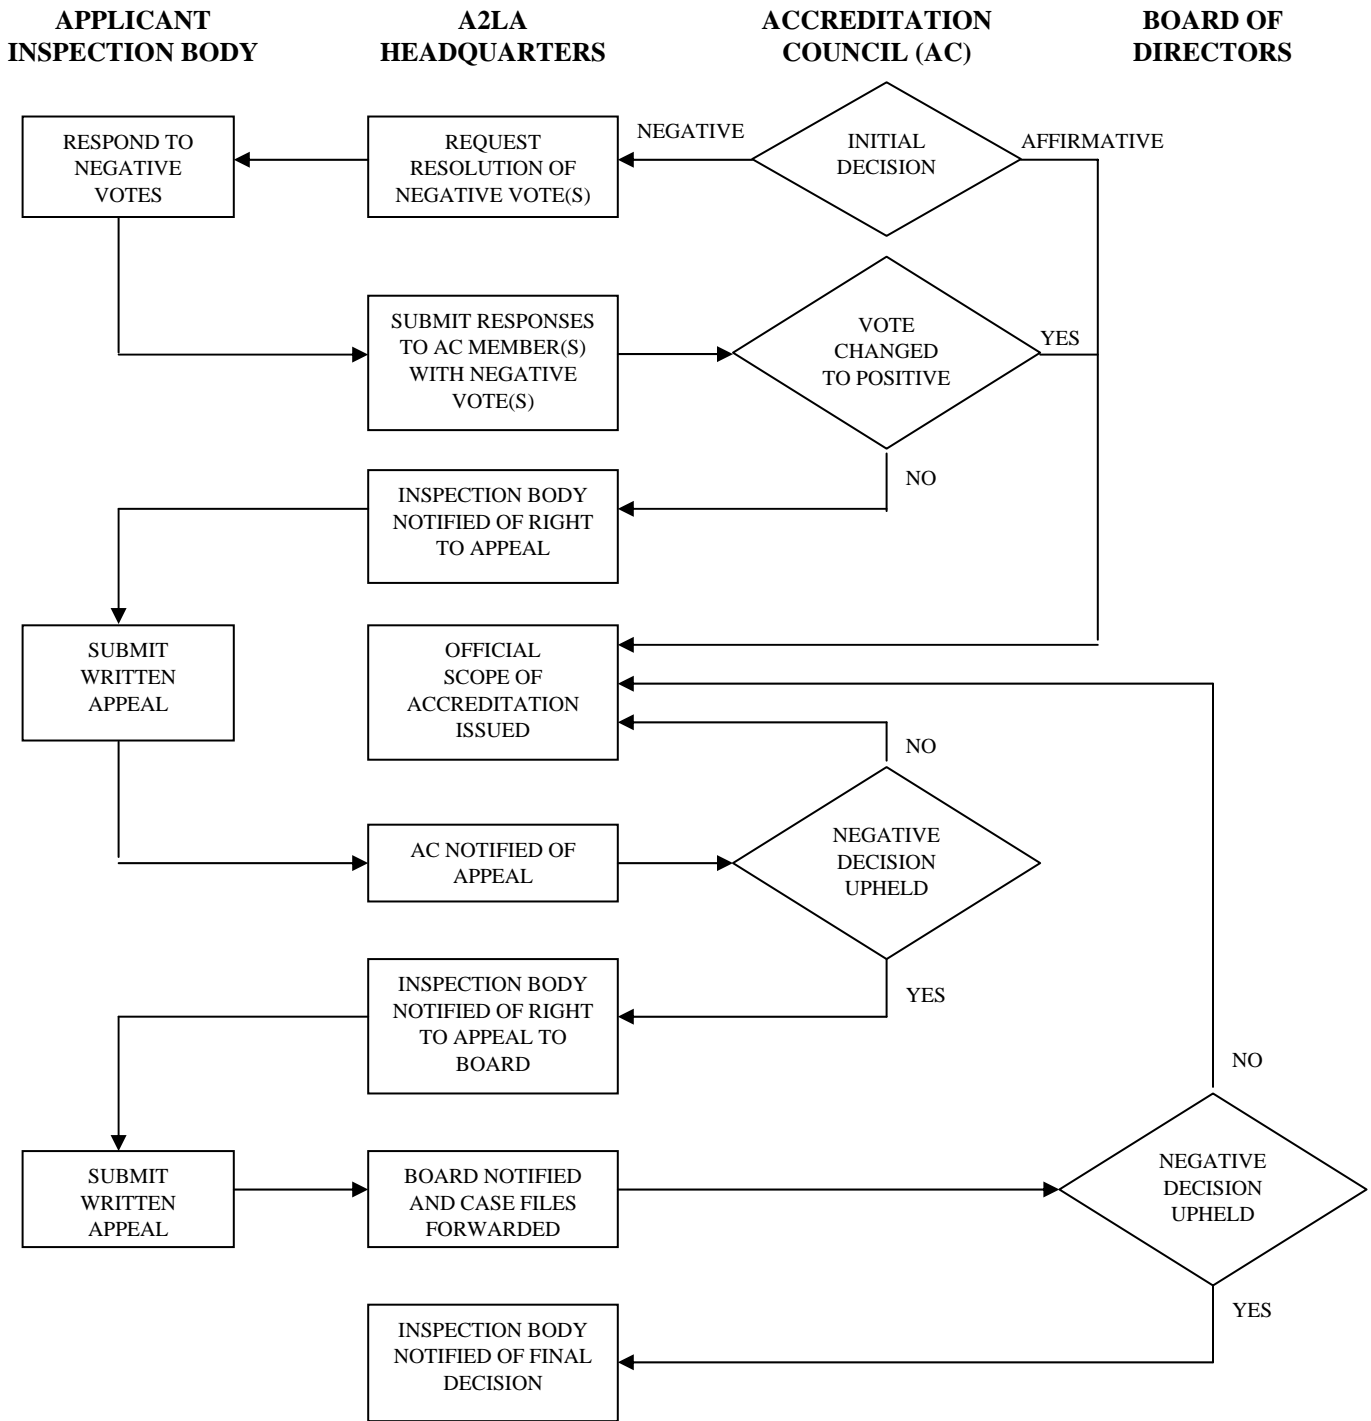 APPLICANT
INSPECTION BODY
A2LA
HEADQUARTERS
ACCREDITATION
COUNCIL (AC)
BOARD OF
DIRECTORS
RESPOND TO
NEGATIVE
VOTES
REQUEST
RESOLUTION OF
NEGATIVE VOTE(S)
NEGATIVE
INITIAL
DECISION
AFFIRMATIVE
SUBMIT RESPONSES
TO AC MEMBER(S)
WITH NEGATIVE
VOTE(S)
VOTE
CHANGED
TO POSITIVE
YES
NO
INSPECTION BODY
NOTIFIED OF RIGHT
TO APPEAL
SUBMIT
WRITTEN
APPEAL
OFFICIAL
SCOPE OF
ACCREDITATION
ISSUED
NO
AC NOTIFIED OF
APPEAL
NEGATIVE
DECISION
UPHELD
YES
INSPECTION BODY
NOTIFIED OF RIGHT
TO APPEAL TO
BOARD
NO
SUBMIT
WRITTEN
APPEAL
BOARD NOTIFIED
AND CASE FILES
FORWARDED
NEGATIVE
DECISION
UPHELD
YES
INSPECTION BODY
NOTIFIED OF FINAL
DECISION